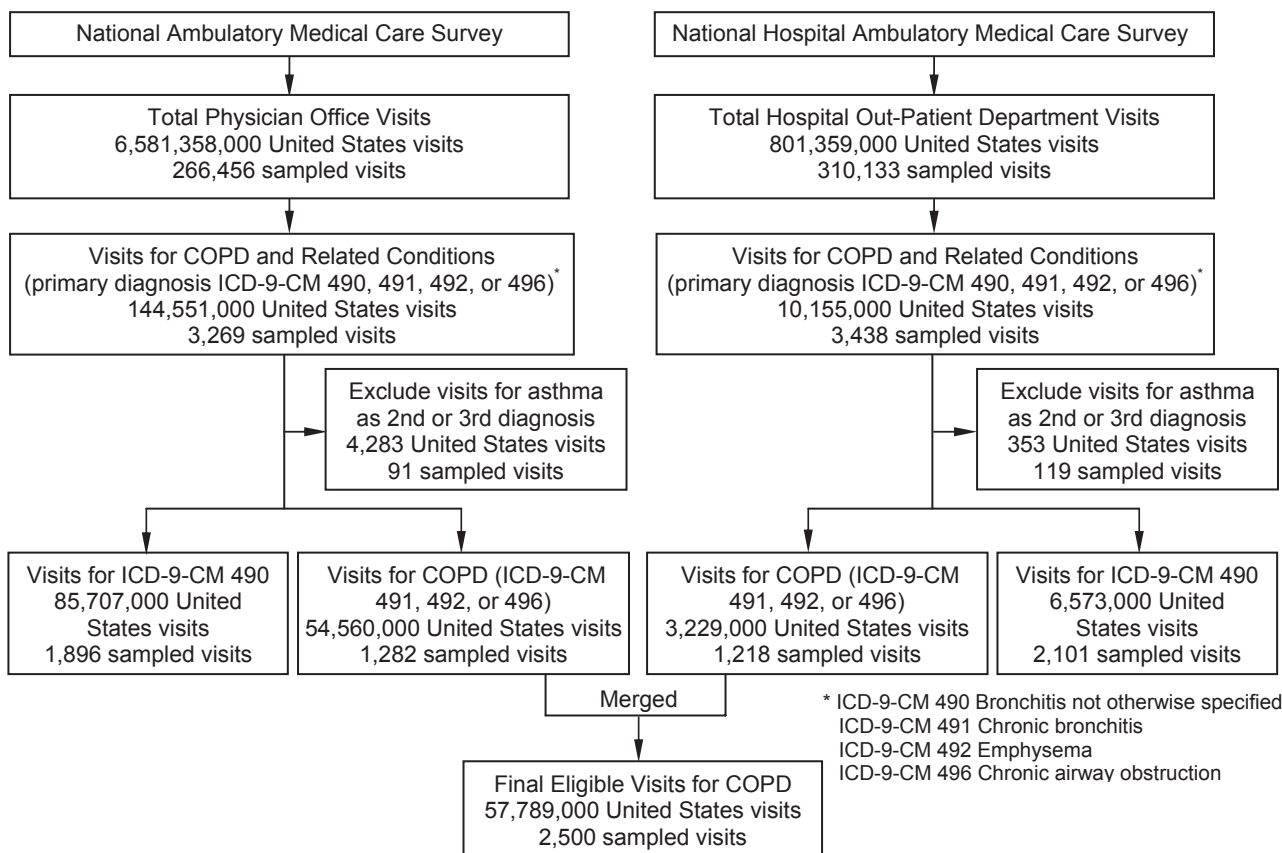 National Ambulatory Medical Care Survey
National Hospital Ambulatory Medical Care Survey
Total Physician Office Visits
6,581,358,000 United States visits
266,456 sampled visits
Total Hospital Out-Patient Department Visits
801,359,000 United States visits
310,133 sampled visits
Visits for COPD and Related Conditions
(primary diagnosis ICD-9-CM 490, 491, 492, or 496)*
144,551,000 United States visits
3,269 sampled visits
Visits for COPD and Related Conditions
(primary diagnosis ICD-9-CM 490, 491, 492, or 496)*
10,155,000 United States visits
3,438 sampled visits
Exclude visits for asthma
as 2nd or 3rd diagnosis
4,283 United States visits
91 sampled visits
Exclude visits for asthma
as 2nd or 3rd diagnosis
353 United States visits
119 sampled visits
Visits for ICD-9-CM 490
85,707,000 United
States visits
1,896 sampled visits
Visits for COPD (ICD-9-CM
491, 492, or 496)
54,560,000 United States visits
1,282 sampled visits
Visits for COPD (ICD-9-CM
491, 492, or 496)
3,229,000 United States visits
1,218 sampled visits
Visits for ICD-9-CM 490
6,573,000 United
States visits
2,101 sampled visits
Merged
* ICD-9-CM 490 Bronchitis not otherwise specified
ICD-9-CM 491 Chronic bronchitis
ICD-9-CM 492 Emphysema
ICD-9-CM 496 Chronic airway obstruction
Final Eligible Visits for COPD
57,789,000 United States visits
2,500 sampled visits